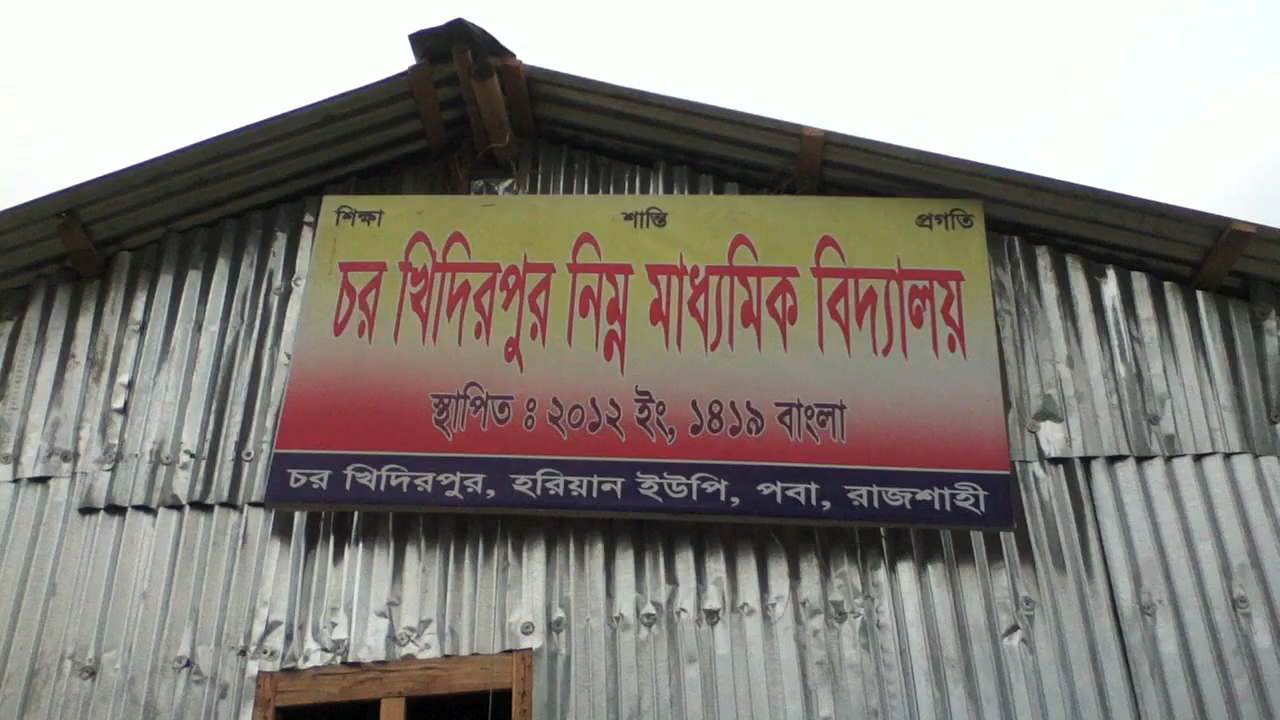 শিক্ষা শান্তি প্রগতি
চর খিদিরপুর নিম্ন মাধ্যমিক বিদ্যালয়
স্থাপিত ঃ ২০১২ ইং, ১৪১৯ বাংলা
চর খিদিরপুর, হরিয়ান ইউপি, পবা, রাজশাহী